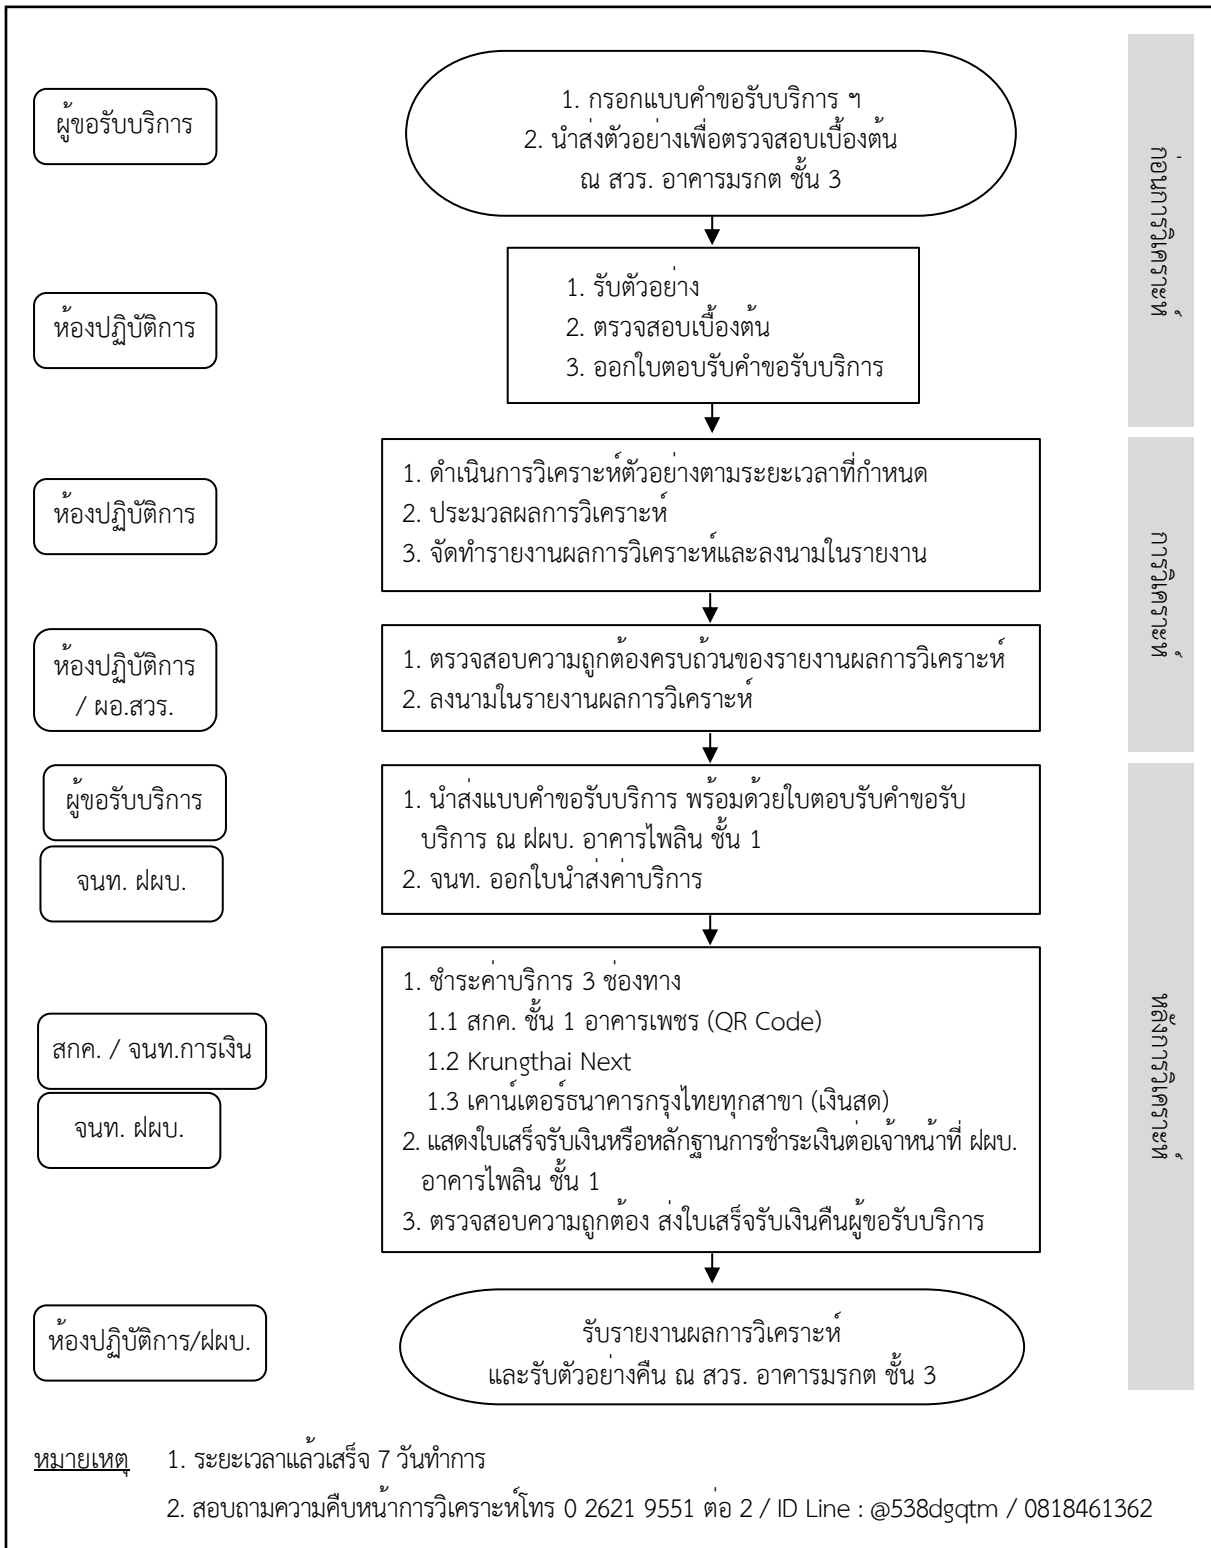 ผู้ขอรับบริการ
1. กรอกแบบคำขอรับบริการ ฯ
2. นำส่งตัวอย่างเพื่อตรวจสอบเบื้องต้น
ณ สวร. อาคารมรกต ชั้น 3
ก่อนการวิเคราะห์
ห้องปฏิบัติการ
1. รับตัวอย่าง
2. ตรวจสอบเบื้องต้น
3. ออกใบตอบรับคำขอรับบริการ
ห้องปฏิบัติการ
1. ดำเนินการวิเคราะห์ตัวอย่างตามระยะเวลาที่กำหนด
2. ประมวลผลการวิเคราะห์
3. จัดทำรายงานผลการวิเคราะห์และลงนามในรายงาน
การวิเคราะห์
ห้องปฏิบัติการ
/ ผอ.สวร.
1. ตรวจสอบความถูกต้องครบถ้วนของรายงานผลการวิเคราะห์
2. ลงนามในรายงานผลการวิเคราะห์
ผู้ขอรับบริการ
จนท. ฝผบ.
1. นำส่งแบบคำขอรับบริการ พร้อมด้วยใบตอบรับคำขอรับ
บริการ ณ ฝผบ. อาคารไพลิน ชั้น 1
2. จนท. ออกใบนำส่งค่าบริการ
หลังการวิเคราะห์
สกค. / จนท.การเงิน
จนท. ฝผบ.
1. ชำระค่าบริการ 3 ช่องทาง
1.1 สกค. ชั้น 1 อาคารเพชร (QR Code)
1.2 Krungthai Next
1.3 เคาน์เตอร์ธนาคารกรุงไทยทุกสาขา (เงินสด)
2. แสดงใบเสร็จรับเงินหรือหลักฐานการชำระเงินต่อเจ้าหน้าที่ ฝผบ.
อาคารไพลิน ชั้น 1
3. ตรวจสอบความถูกต้อง ส่งใบเสร็จรับเงินคืนผู้ขอรับบริการ
ห้องปฏิบัติการ/ฝผบ.
รับรายงานผลการวิเคราะห์
และรับตัวอย่างคืน ณ สวร. อาคารมรกต ชั้น 3
หมายเหตุ 1. ระยะเวลาแล้วเสร็จ 7 วันทำการ
2. สอบถามความคืบหน้าการวิเคราะห์โทร 0 2621 9551 ต่อ 2 / ID Line : @538dgqtm / 0818461362